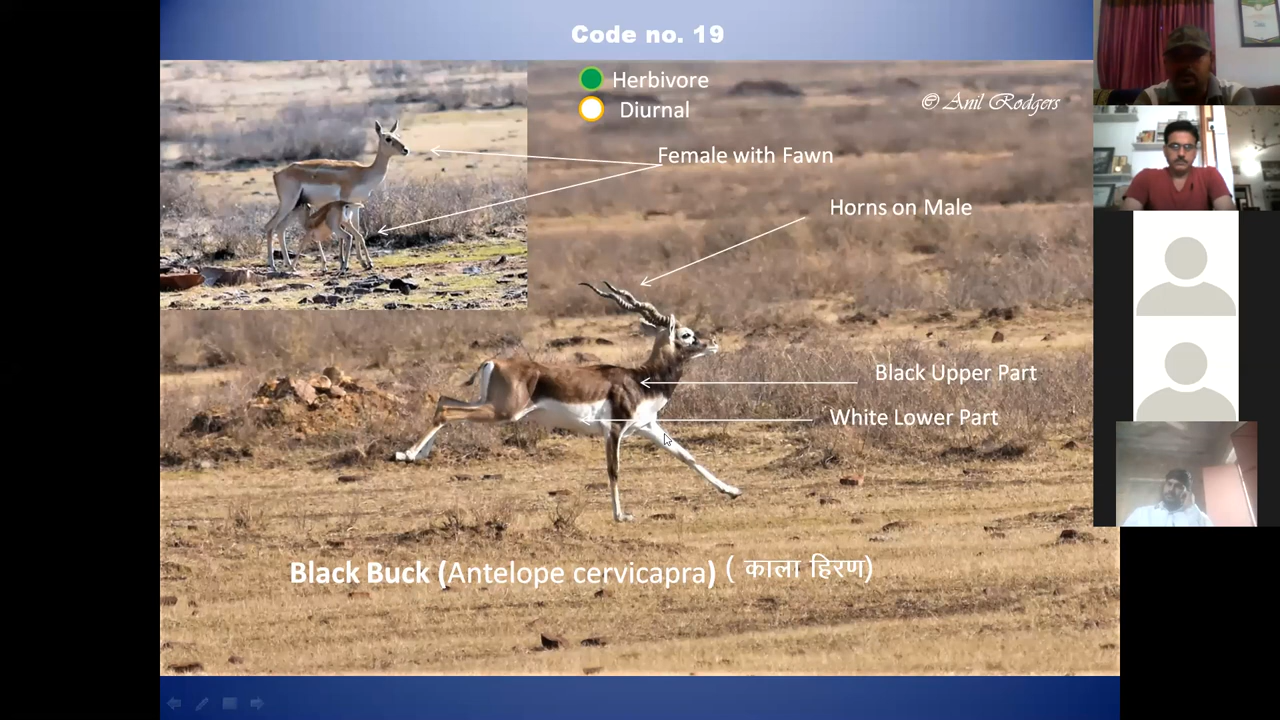 Code no. 19
Herbivore
Diurnal
© Anil Rodgers
Female with Fawn
Horns on Male
Black Upper Part
White Lower Part
Black Buck (Antelope cervicapra) ( काला हिरण)